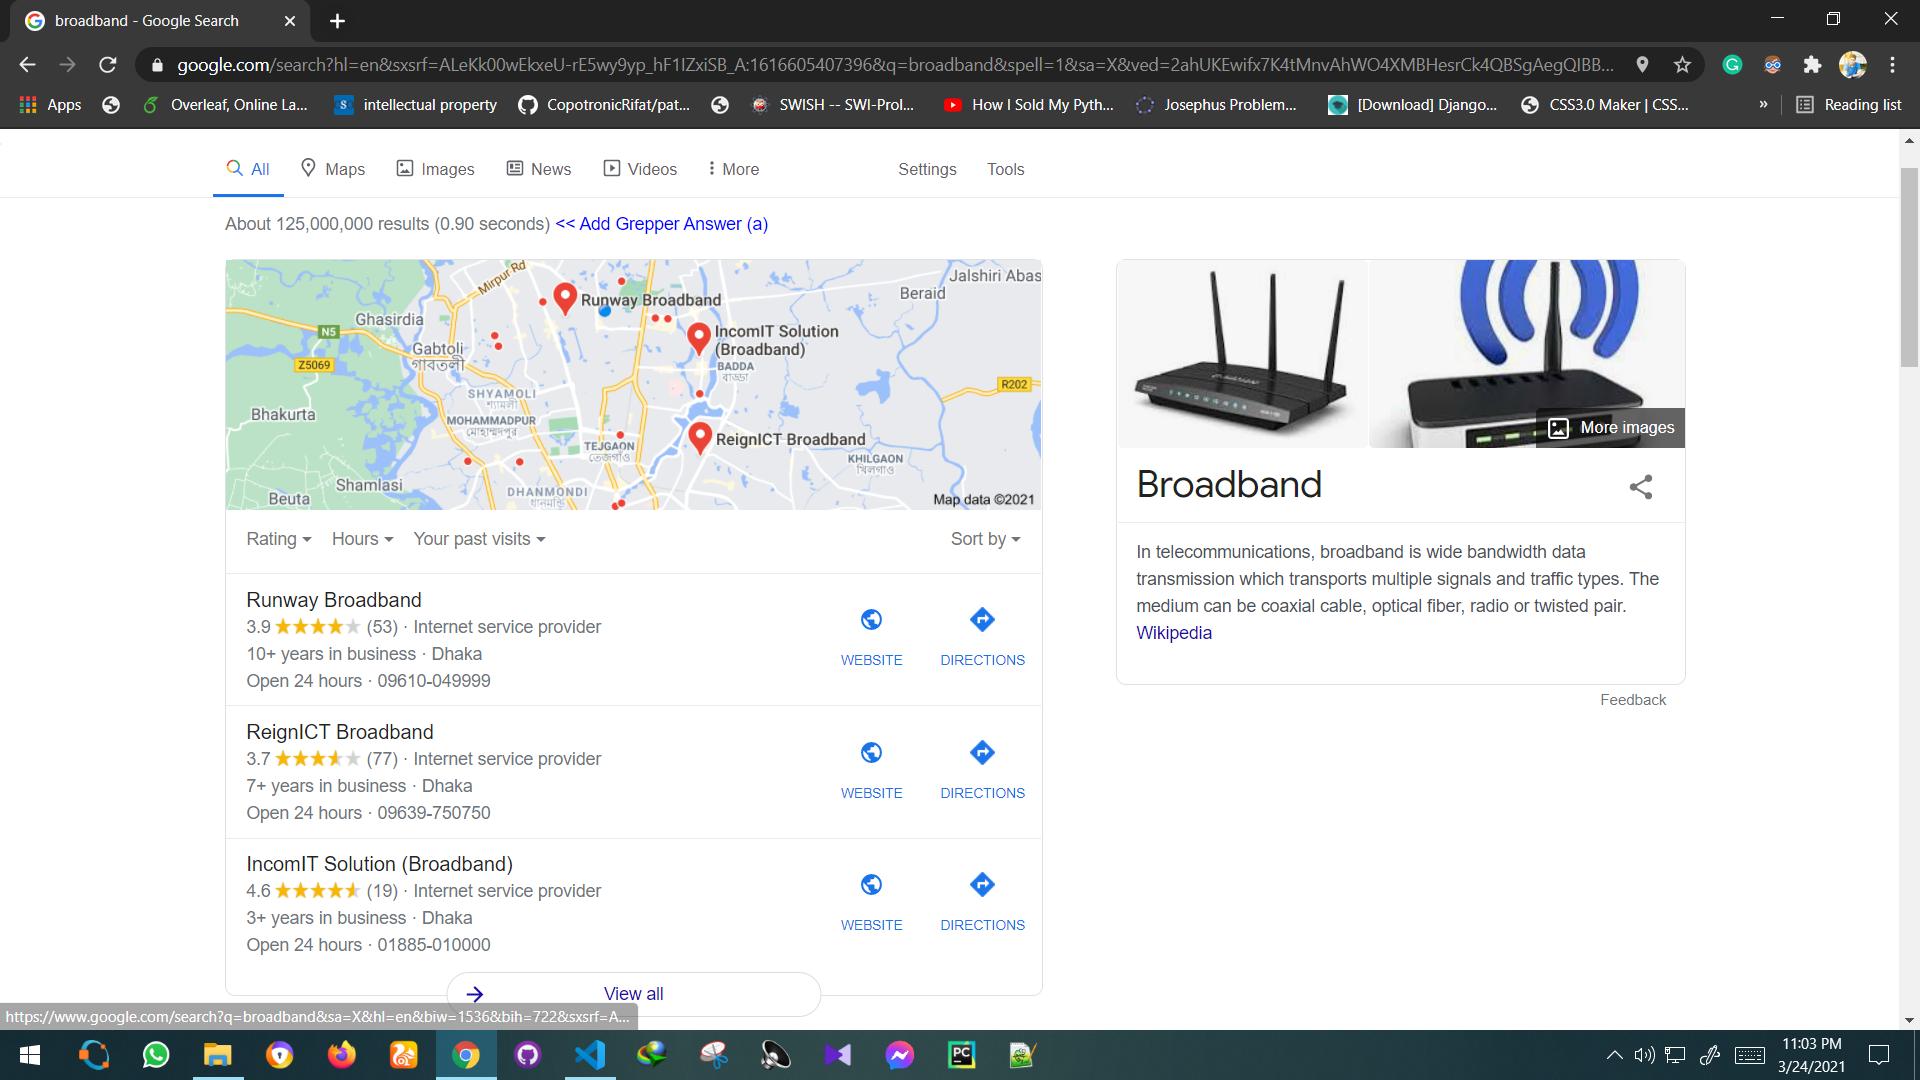 broadband - Google Search
google.com/search?hl=en&sxsrf=ALeKk00wEkxeU-rE5wy9yp_hF1IZxiSB_A:1616605407396&q=broadband&spell=1&sa=X&ved=2ahUKEwifx7K4tMnvAhWO4XMBHesrCk4QBSgAegQIBB...
Apps Overleaf, Online La... intellectual property CopotronicRifat/pat... SWISH -- SWI-Prol... How I Sold My Pyth... Josephus Problem... [Download] Django... CSS3.0 Maker | CSS... » Reading list
All Maps Images News Videos More Settings Tools
About 125,000,000 results (0.90 seconds) << Add Grepper Answer (a)
Mirpur Rd
Jalshiri Abas
Beraid
Runway Broadband
Ghasirdia
N5
IncomIT Solution
(Broadband)
Gabtoli
গাবতলী
BADDA
বাড্ডা
Z5069
R202
SHYAMOLI
শ্যামলী
Bhakurta
MOHAMMADPUR
মোহাম্মদপুর
ReignICT Broadband
TEJGAON
তেজগাঁও
KHILGAON
খিলগাঁও
Shamlasi
Beuta
DHANMONDI
ধানমন্ডি
Map data ©2021
Rating Hours Your past visits Sort by
Runway Broadband
3.9 (53) · Internet service provider
10+ years in business · Dhaka
Open 24 hours · 09610-049999
WEBSITE DIRECTIONS
ReignICT Broadband
3.7 (77) · Internet service provider
7+ years in business · Dhaka
Open 24 hours · 09639-750750
WEBSITE DIRECTIONS
IncomIT Solution (Broadband)
4.6 (19) · Internet service provider
3+ years in business · Dhaka
Open 24 hours · 01885-010000
WEBSITE DIRECTIONS
View all
More images
Broadband
In telecommunications, broadband is wide bandwidth data
transmission which transports multiple signals and traffic types. The
medium can be coaxial cable, optical fiber, radio or twisted pair.
Wikipedia
Feedback
https://www.google.com/search?q=broadband&sa=X&hl=en&biw=1536&bih=722&sxsrf=A...
11:03 PM
3/24/2021